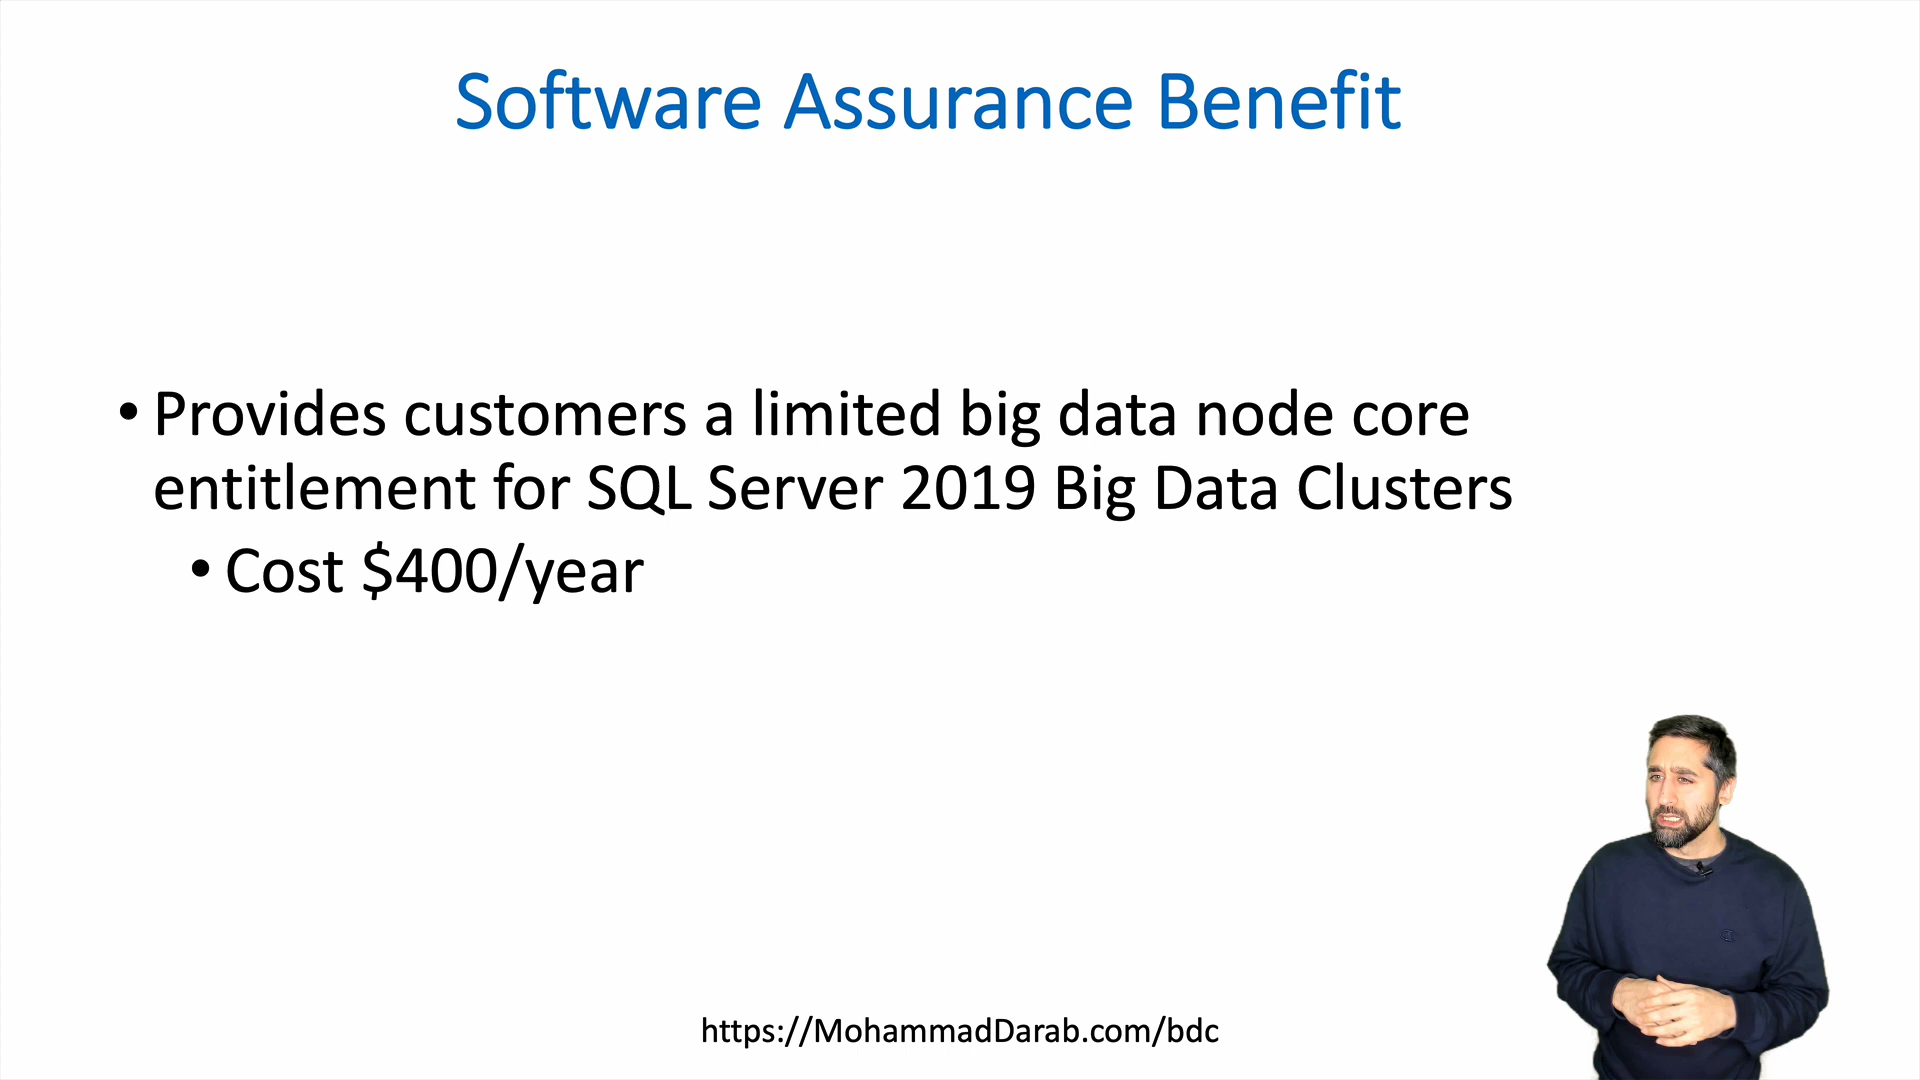 Software Assurance Benefit
• Provides customers a limited big data node core
entitlement for SQL Server 2019 Big Data Clusters
• Cost $400/year
https://MohammadDarab.com/bdc